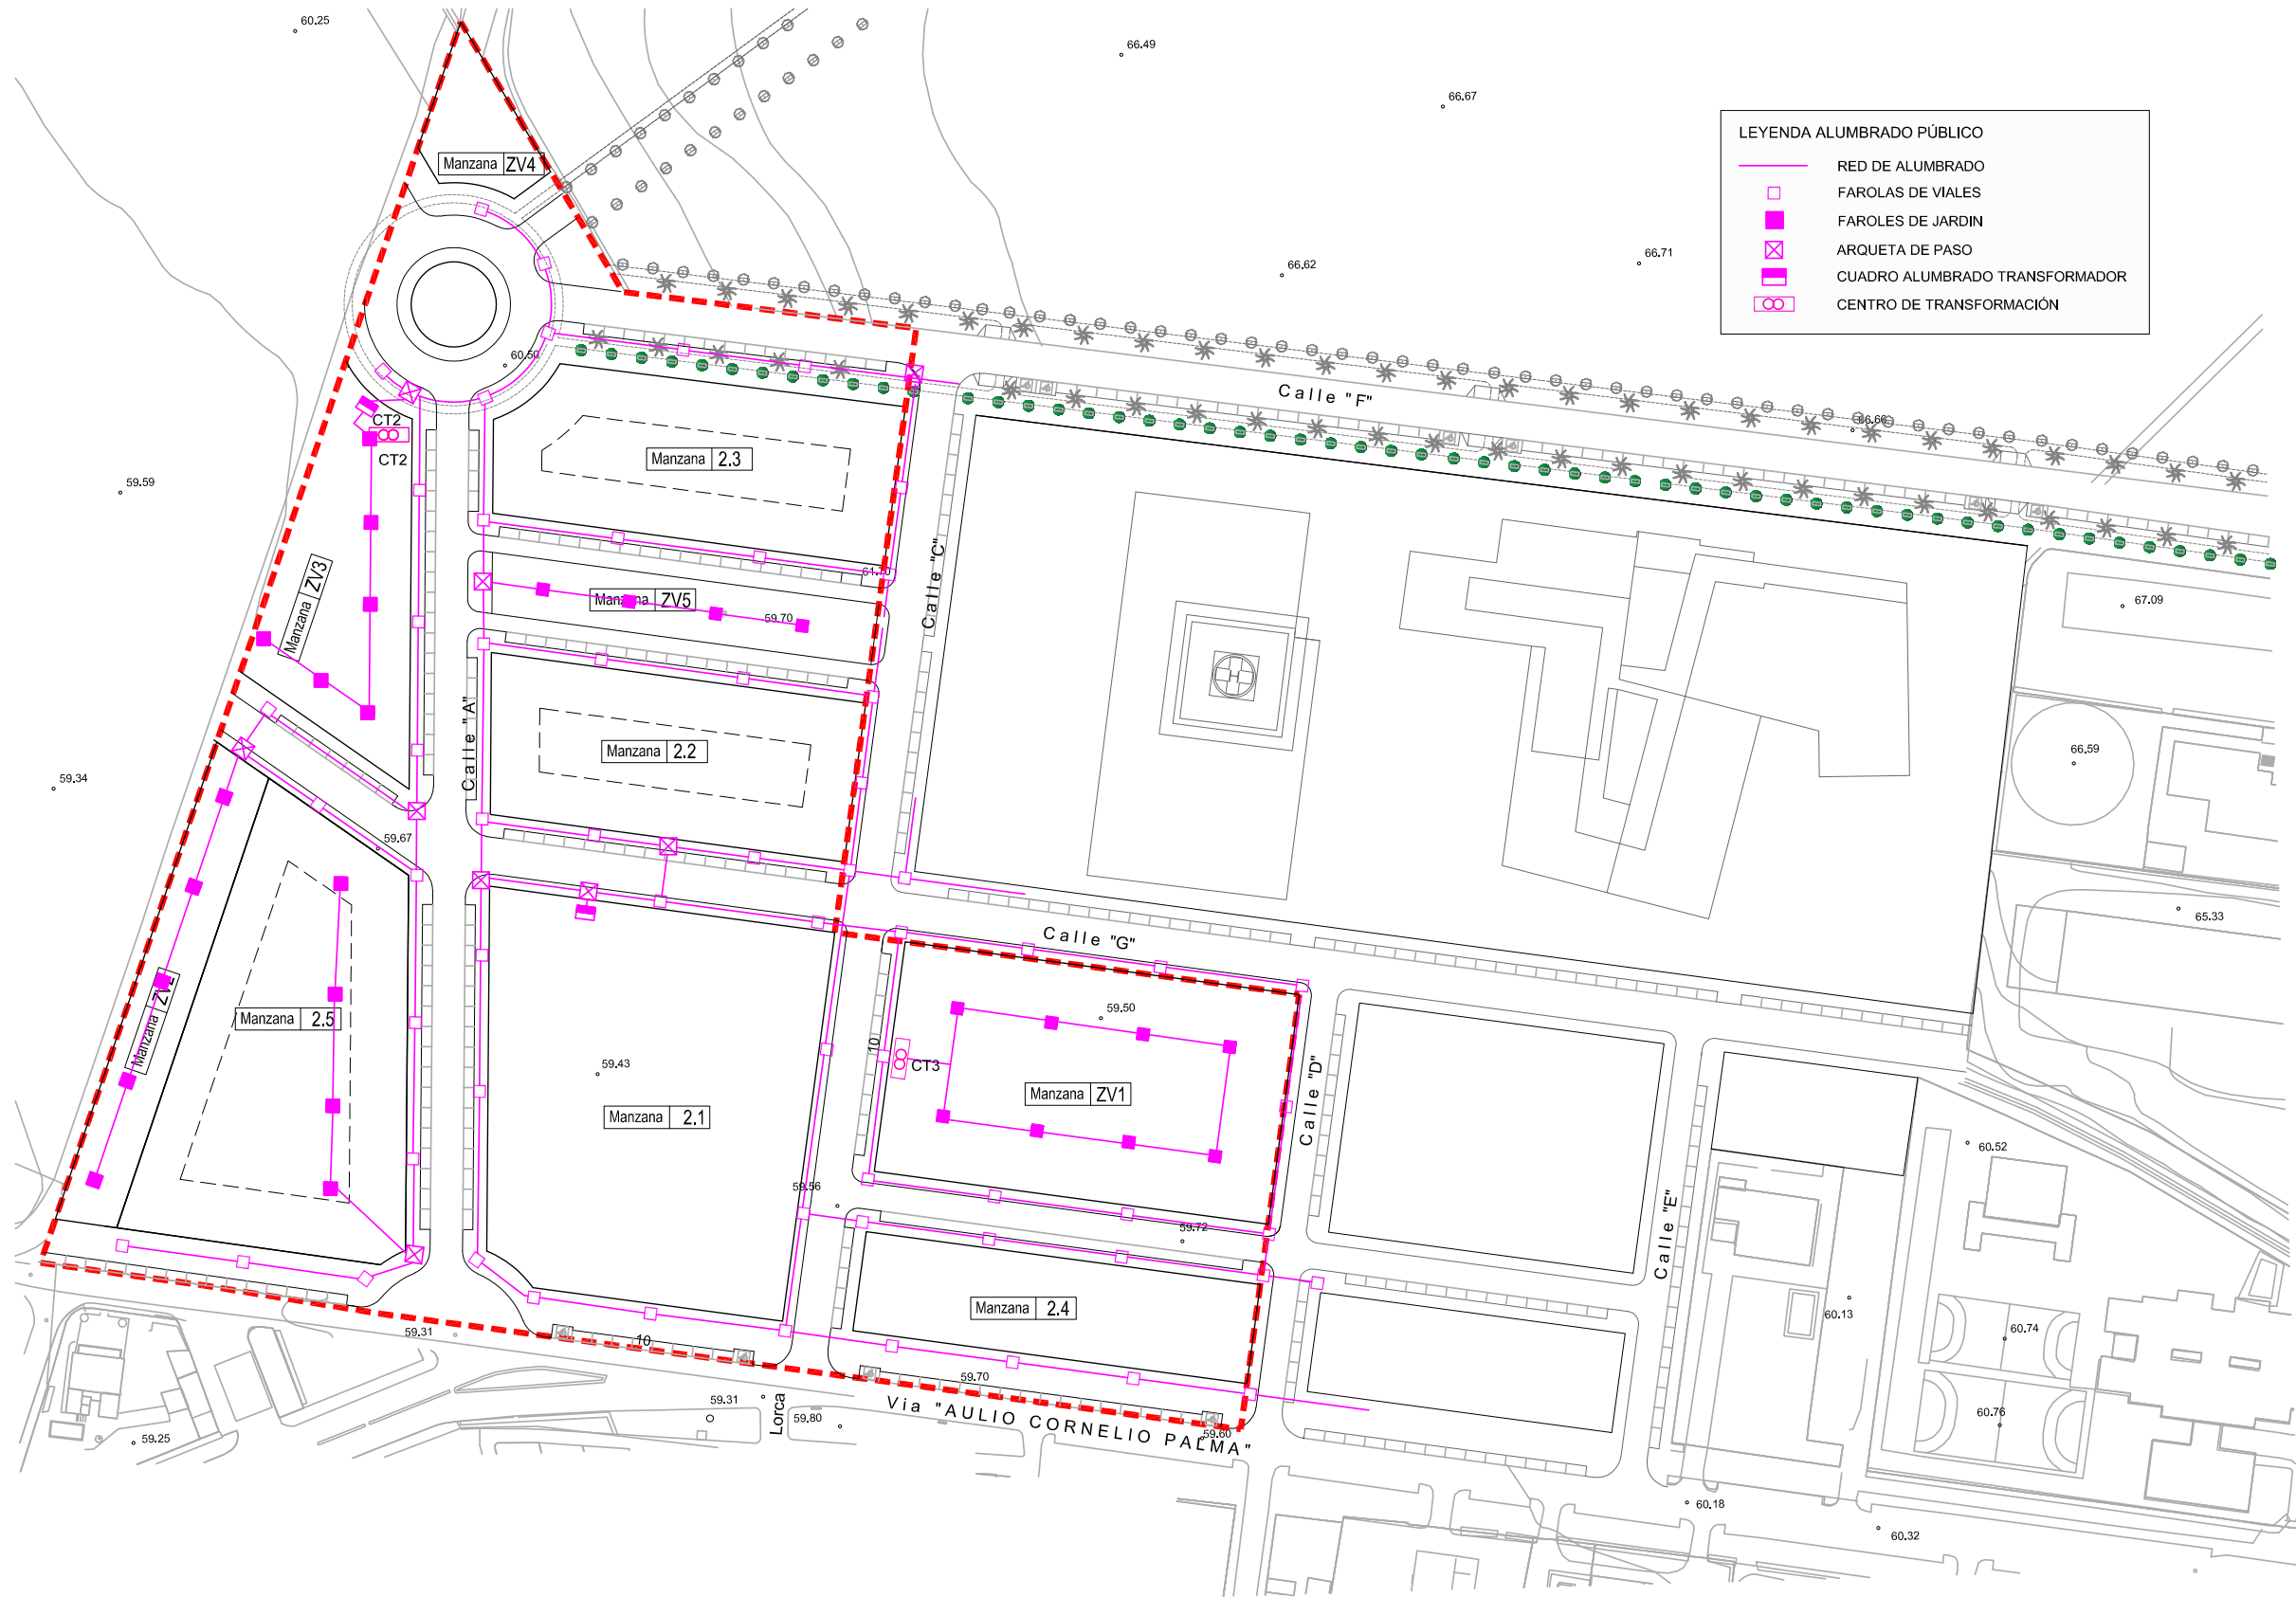 60.25
66.49
66.67
LEYENDA ALUMBRADO PÚBLICO
RED DE ALUMBRADO
FAROLAS DE VIALES
FAROLES DE JARDIN
ARQUETA DE PASO
CUADRO ALUMBRADO TRANSFORMADOR
CENTRO DE TRANSFORMACIÓN
Manzana ZV4
66.71
66.62
60.50
Calle "F"
66.66
CT2
CT2
Manzana 2.3
59.59
Calle "C"
61.70
Manzana ZV3
Manzana ZV5
59.70
67.09
Calle "A"
Manzana 2.2
66.59
59.34
59.67
65.33
Calle "G"
Manzana ZV2
Manzana 2.5
59.50
10
CT3
59.43
Manzana ZV1
Calle "D"
Manzana 2.1
60.52
59.56
59.72
Calle "E"
Manzana 2.4
60.13
60.74
59.31
10
59.70
59.31
Lorca
59.80
Via "AULIO CORNELIO PALMA"
59.60
60.76
59.25
60.18
60.32